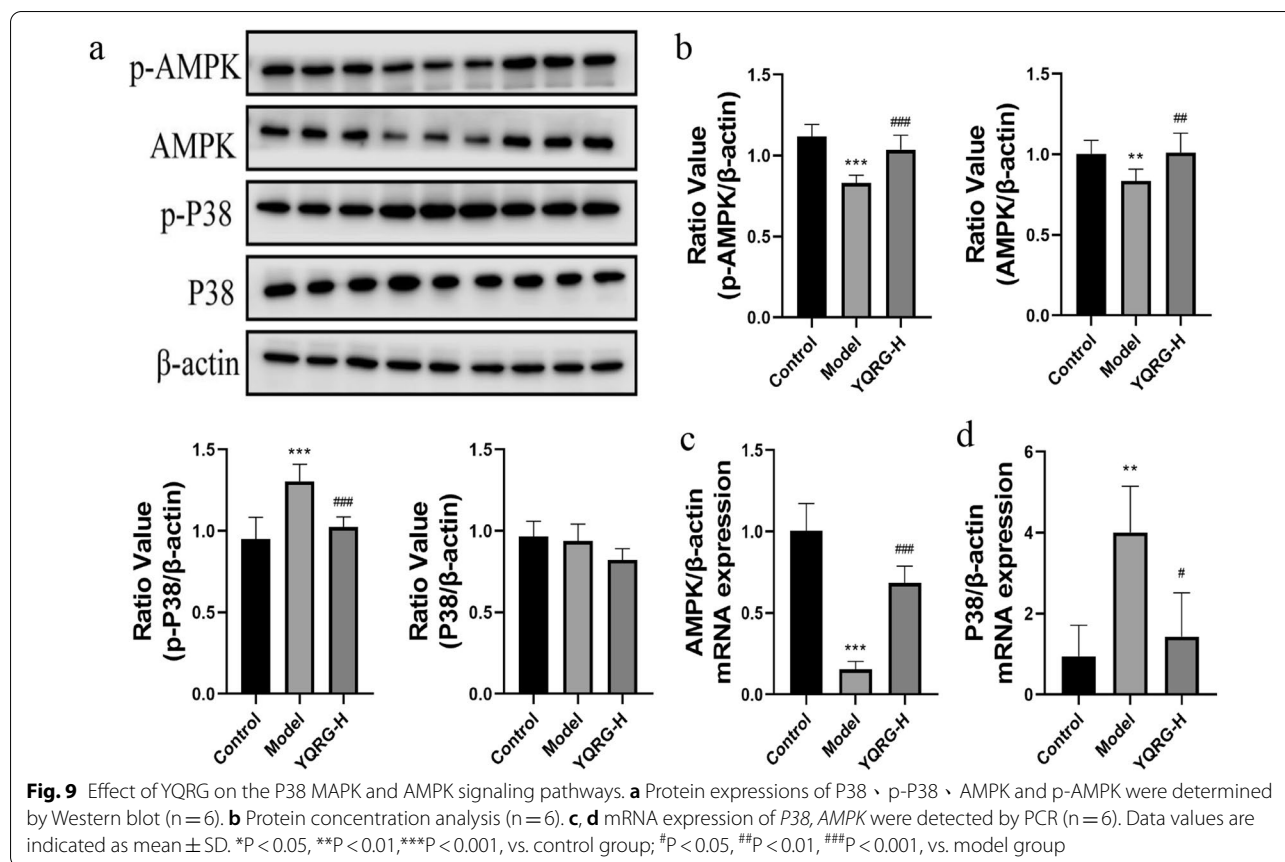 a
p-AMPK
AMPK
p-P38
P38
β-actin
b
Ratio Value
(p-AMPK/β-actin)
1.5
1.0
0.5
0.0
***
###
Control
Model
YQRG-H
Ratio Value
(AMPK/β-actin)
1.5
1.0
0.5
0.0
**
##
Control
Model
YQRG-H
Ratio Value
(p-P38/β-actin)
1.5
1.0
0.5
0.0
***
###
Control
Model
YQRG-H
Ratio Value
(P38/β-actin)
1.5
1.0
0.5
0.0
Control
Model
YQRG-H
c
AMPK/β-actin
mRNA expression
1.5
1.0
0.5
0.0
***
###
Control
Model
YQRG-H
d
P38/β-actin
mRNA expression
6
4
2
0
**
#
Control
Model
YQRG-H
Fig. 9 Effect of YQRG on the P38 MAPK and AMPK signaling pathways. a Protein expressions of P38、p-P38、AMPK and p-AMPK were determined
by Western blot (n = 6). b Protein concentration analysis (n = 6). c, d mRNA expression of P38, AMPK were detected by PCR (n = 6). Data values are
indicated as mean ± SD. *P < 0.05, **P < 0.01,***P < 0.001, vs. control group; #P < 0.05, ##P < 0.01, ###P < 0.001, vs. model group